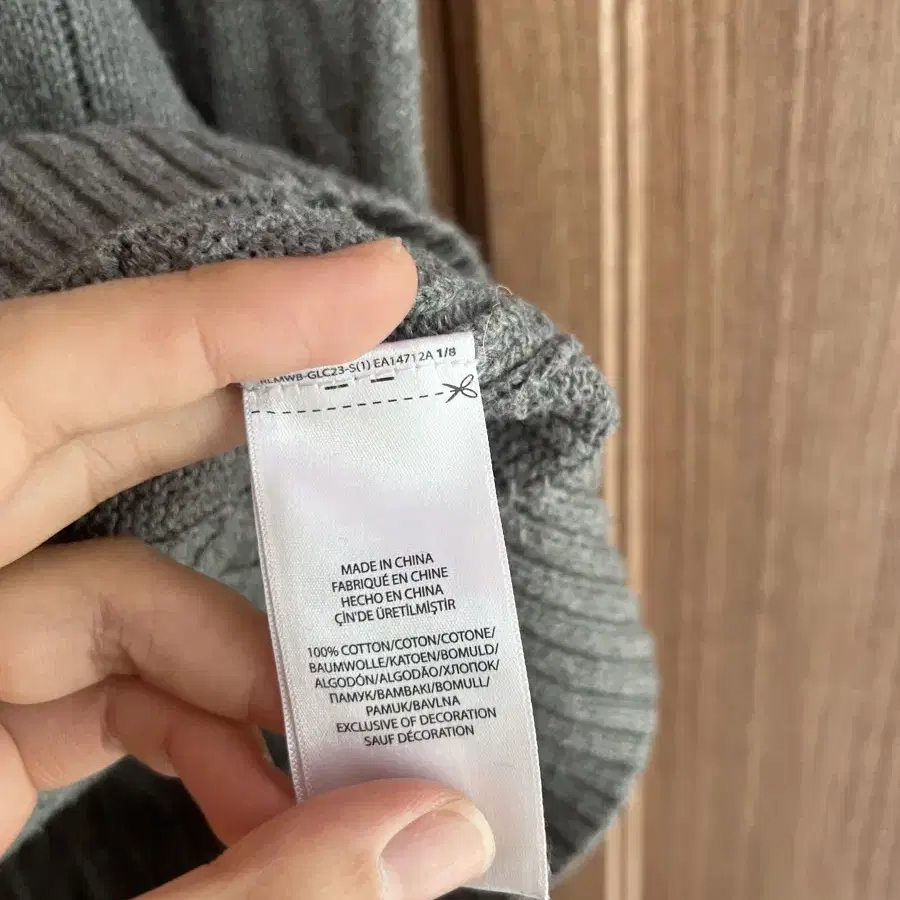 RLMWB-GLC23-S(1) EA14712A 1/8
MADE IN CHINA
FABRIQUÉ EN CHINE
HECHO EN CHINA
ÇİN'DE ÜRETİLMİŞTİR
100% COTTON/COTON/COTONE/
BAUMWOLLE/KATOEN/BOMULD/
ALGODÓN/ALGODÃO/ХЛОПОК/
ПАМУК/BAMBAKI/BOMULL/
PAMUK/BAVLNA
EXCLUSIVE OF DECORATION
SAUF DÉCORATION